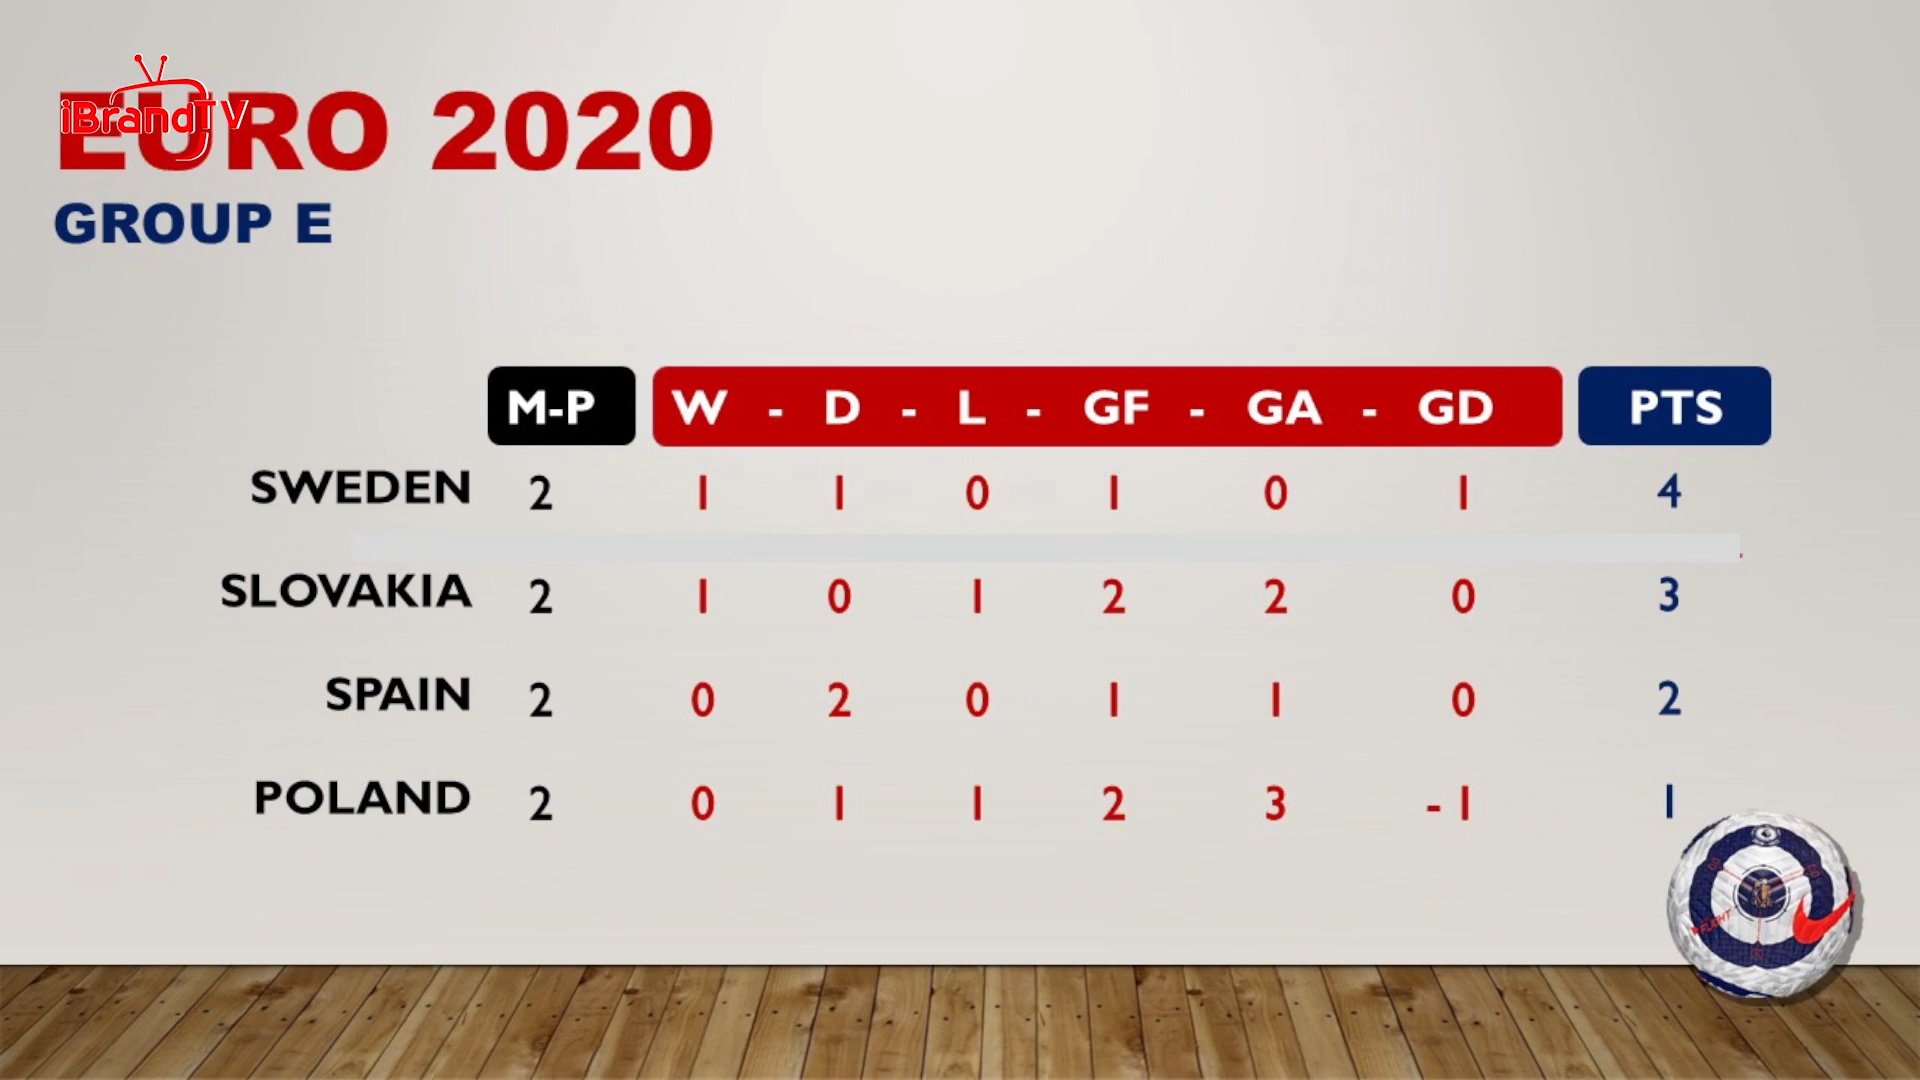 iBrandTV
EURO 2020
GROUP E
M-P W - D - L - GF - GA - GD PTS
SWEDEN 2 1 1 0 1 0 1 4
SLOVAKIA 2 1 0 1 2 2 0 3
SPAIN 2 0 2 0 1 1 0 2
POLAND 2 0 1 1 2 3 -1 1
FLIGHT